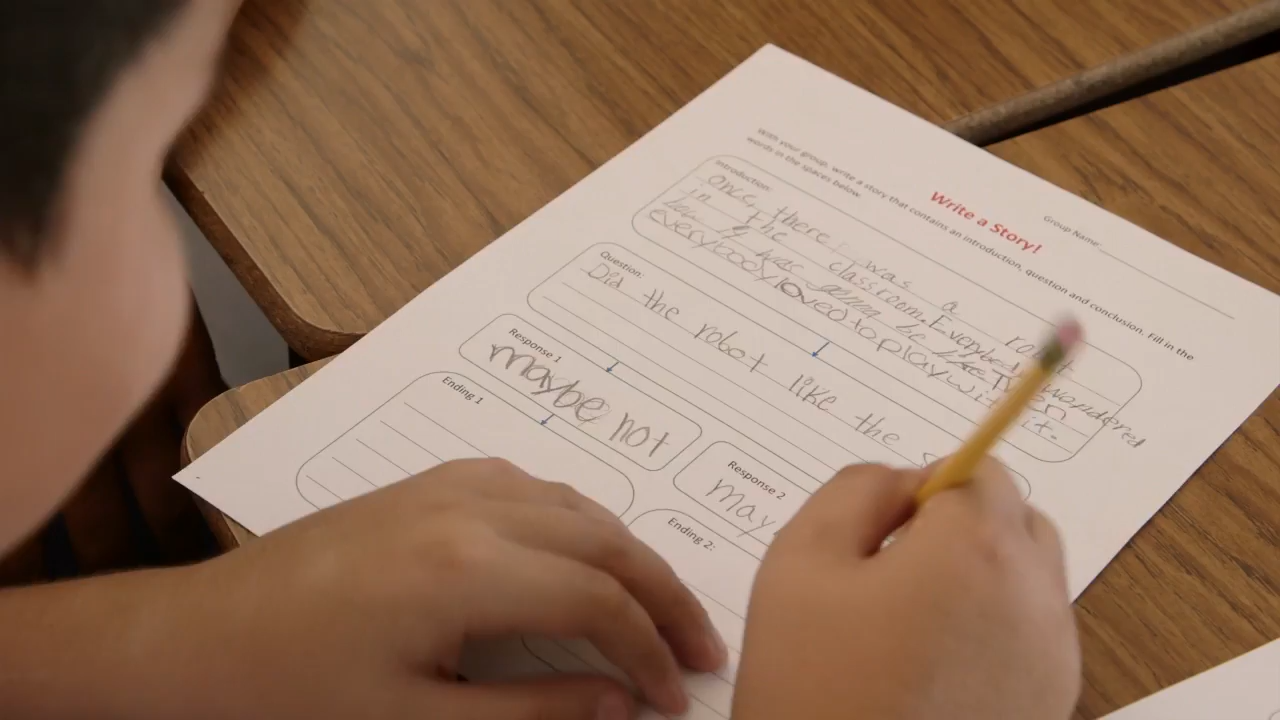 Group Name:
Write a Story!
With your group, write a story that contains an introduction, question and conclusion. Fill in the
words in the spaces below.
Introduction:
once there was a robot
in the classroom. Everybody wondered
it was be
everybody loved to play with it.
Question:
Did the robot like the
Response 1
maybe not
Response 2
may
Ending 1
Ending 2: